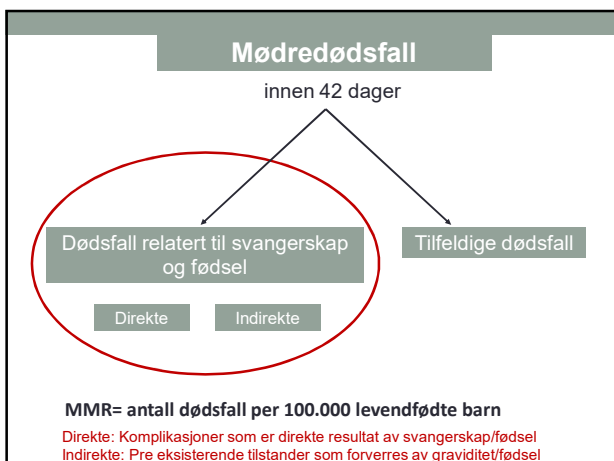 Mødredødsfall
innen 42 dager
Dødsfall relatert til svangerskap
og fødsel
Tilfeldige dødsfall
Direkte
Indirekte
MMR= antall dødsfall per 100.000 levendfødte barn
Direkte: Komplikasjoner som er direkte resultat av svangerskap/fødsel
Indirekte: Pre eksisterende tilstander som forverres av graviditet/fødsel